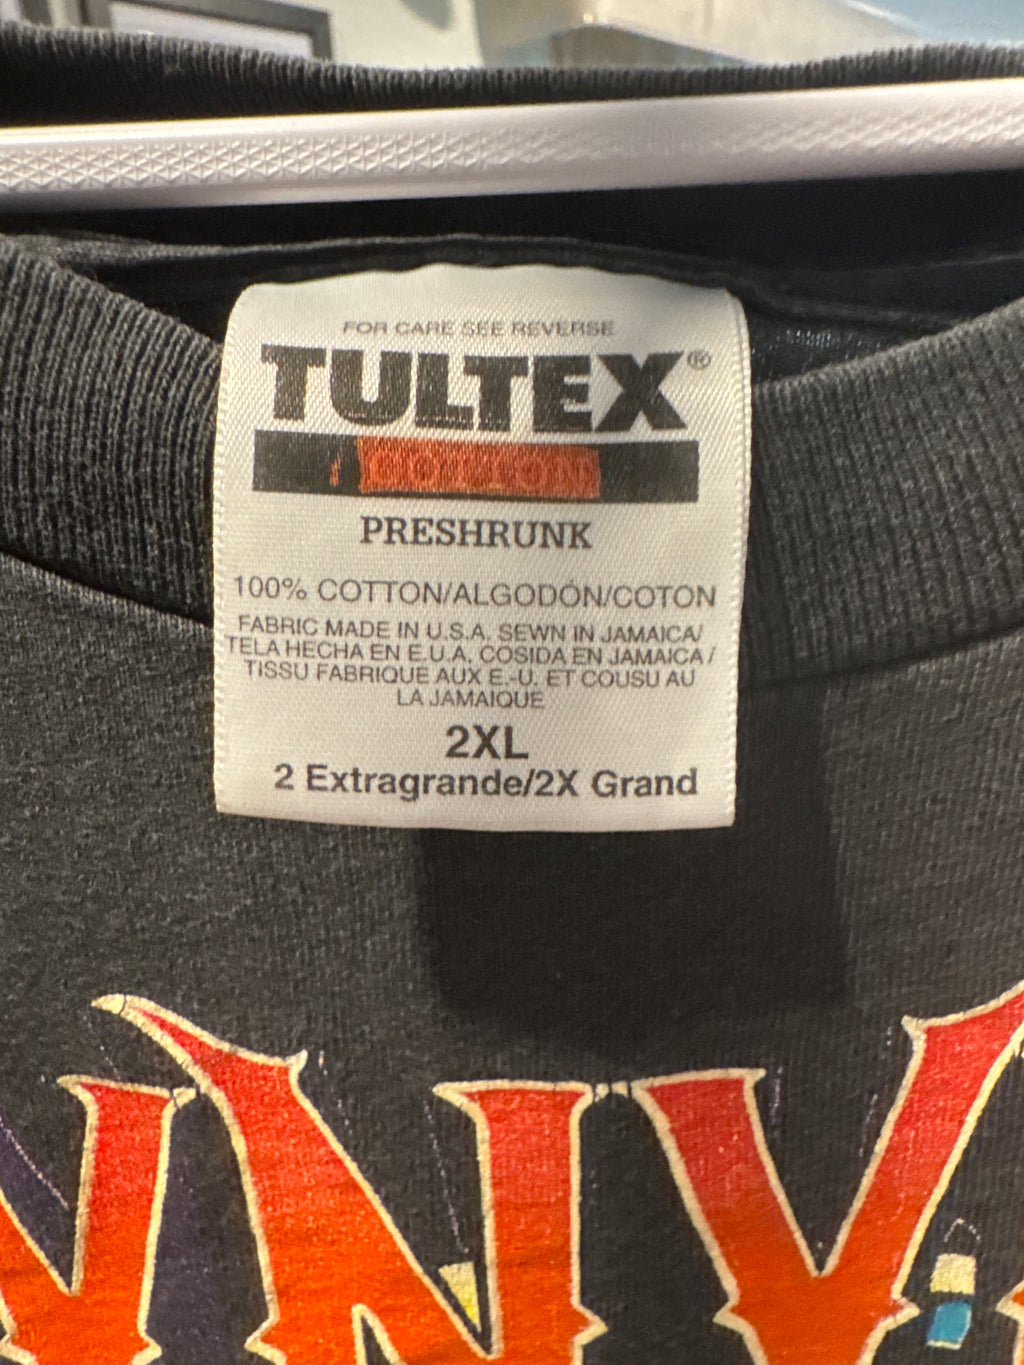 FOR CARE SEE REVERSE
TULTEX®
PRESHRUNK
100% COTTON/ALGODÓN/COTON
FABRIC MADE IN U.S.A. SEWN IN JAMAICA/
TELA HECHA EN E.U.A. COSIDA EN JAMAICA /
TISSU FABRIQUE AUX E.-U. ET COUSU AU
LA JAMAIQUE
2XL
2 Extragrande/2X Grand
NNY